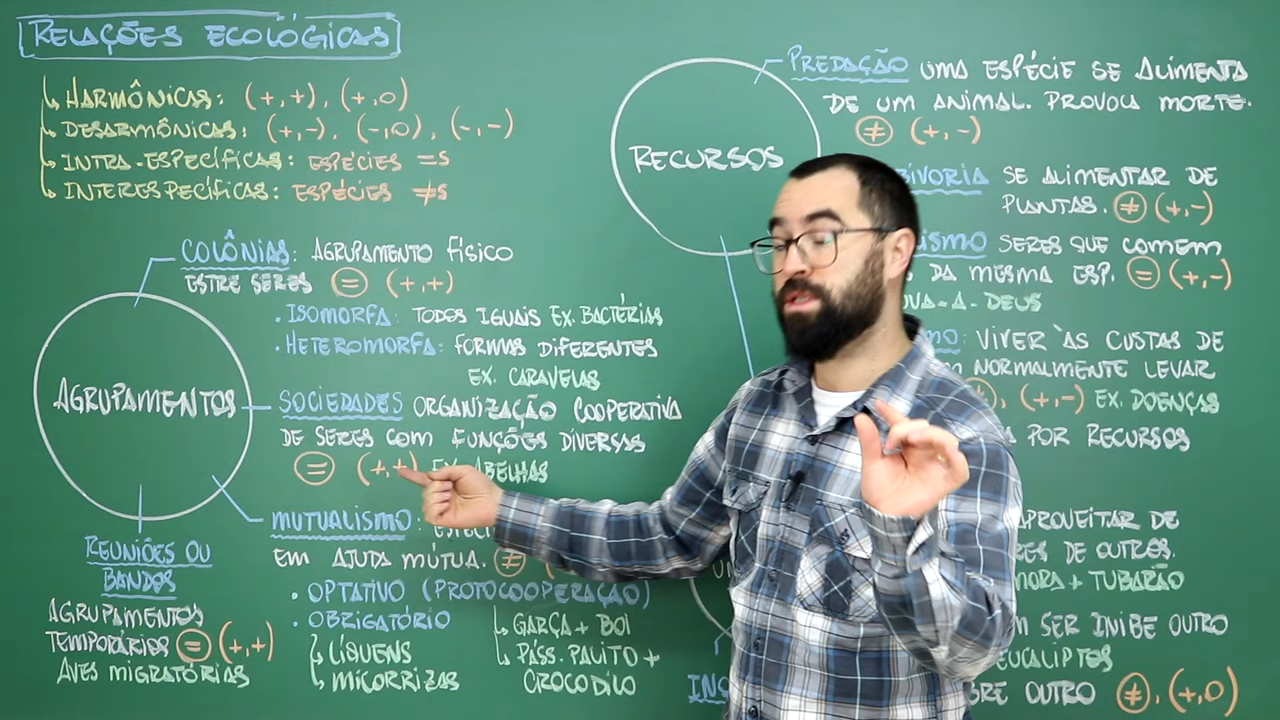 RELAÇÕES ECOLÓGICAS
HARMÔNICAS: (+,+), (+,0)
DESARMÔNICAS: (+,-), (-,0), (-,-)
INTRA-ESPECÍFICAS: ESPÉCIES =S
INTERESPECÍFICAS: ESPÉCIES ≠S
AGRUPAMENTOS
COLÔNIAS: AGRUPAMENTO FÍSICO
ESTRE SERES = (+,+)
. ISOMORFA: TODOS IGUAIS EX. BACTÉRIAS
. HETEROMORFA: FORMAS DIFERENTES
EX. CARAVELAS
SOCIEDADES ORGANIZAÇÃO COOPERATIVA
DE SERES COM FUNÇÕES DIVERSAS
= (+,+) EX. ABELHAS
MUTUALISMO:
EM AJUDA MÚTUA. ≠
. OPTATIVO (PROTOCOOPERAÇÃO)
. OBRIGATÓRIO
LÍQUENS
MICORRIZAS
GARÇA + BOI
PÁSS. PALITO +
CROCODILO
REUNIÕES OU
BANDOS
AGRUPAMENTOS
TEMPORÁRIOS = (+,+)
AVES MIGRATÓRIAS
RECURSOS
PREDAÇÃO UMA ESPÉCIE SE ALIMENTA
DE UM ANIMAL. PROVOCA MORTE.
≠ (+,-)
SE ALIMENTAR DE
PLANTAS. ≠ (+,-)
SERES QUE COMEM
DA MESMA ESP. = (+,-)
-A-DEUS
VIVER ÀS CUSTAS DE
NORMALMENTE LEVAR
(+,-) EX. DOENÇAS
POR RECURSOS
APROVEITAR DE
DE OUTROS.
+ TUBARÃO
SER INIBE OUTRO
EUCALIPTOS
OUTRO ≠, (+,0)